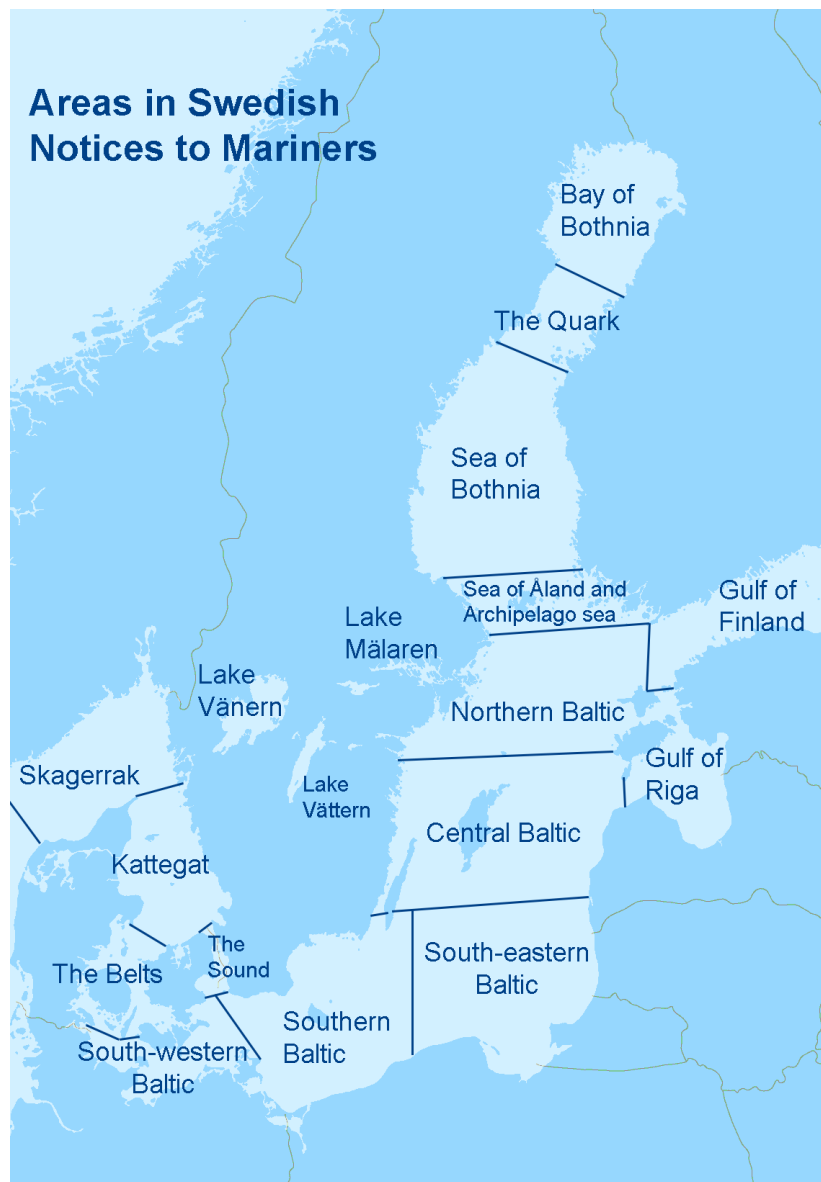 Areas in Swedish
Notices to Mariners
Bay of
Bothnia
The Quark
Sea of
Bothnia
Sea of Åland and
Archipelago sea
Gulf of
Finland
Lake
Mälaren
Lake
Vänern
Northern Baltic
Skagerrak
Lake
Vättern
Gulf of
Riga
Central Baltic
Kattegat
The
Sound
The Belts
South-eastern
Baltic
Southern
Baltic
South-western
Baltic